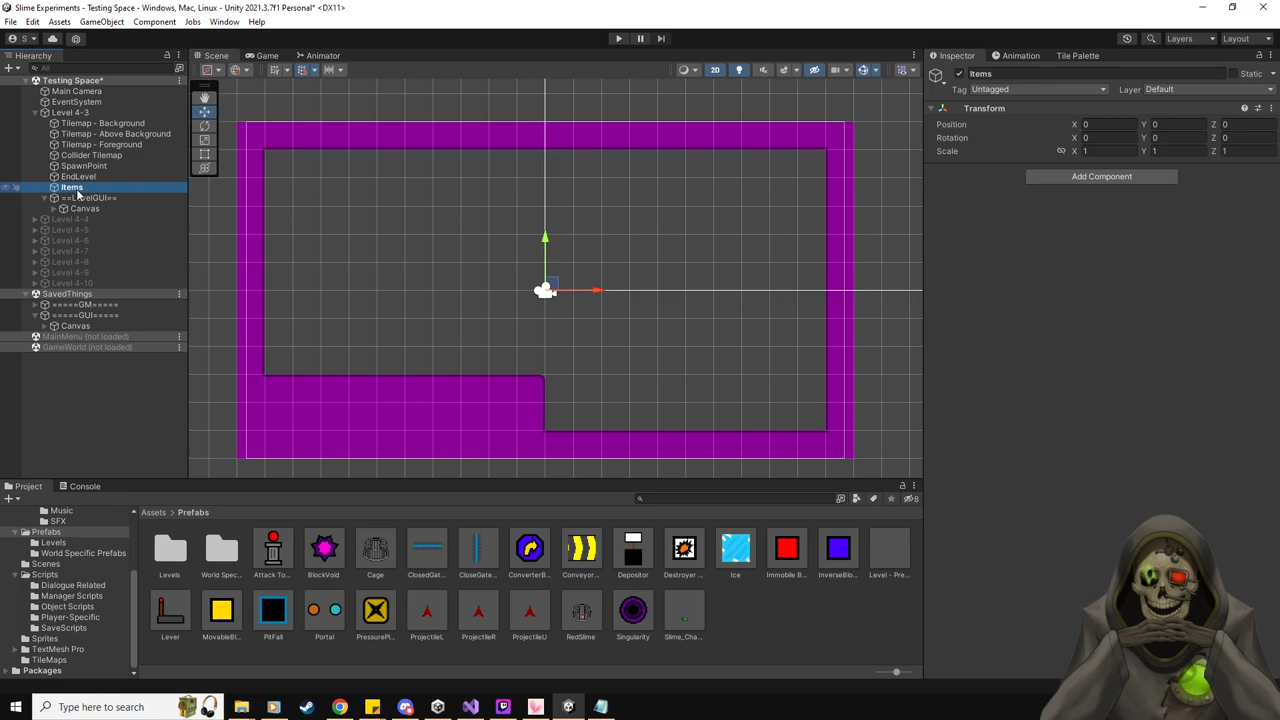 Slime Experiments - Testing Space - Windows, Mac, Linux - Unity 2021.3.7f1 Personal* <DX11>
File Edit Assets GameObject Component Jobs Window Help
S
Layers Layout
Hierarchy
All
Testing Space*
Main Camera
EventSystem
Level 4-3
Tilemap - Background
Tilemap - Above Background
Tilemap - Foreground
Collider Tilemap
SpawnPoint
EndLevel
Items
==LevelGUI==
Canvas
Level 4-4
Level 4-5
Level 4-6
Level 4-7
Level 4-8
Level 4-9
Level 4-10
SavedThings
=====GM=====
=====GUI=====
Canvas
MainMenu (not loaded)
GameWorld (not loaded)
Scene Game Animator
2D
Inspector Animation Tile Palette
Items Static
Tag Untagged Layer Default
Transform
Position X 0 Y 0 Z 0
Rotation X 0 Y 0 Z 0
Scale X 1 Y 1 Z 1
Add Component
Project Console
8
Music
SFX
Prefabs
Levels
World Specific Prefabs
Scenes
Scripts
Dialogue Related
Manager Scripts
Object Scripts
Player-Specific
SaveScripts
Sprites
TextMesh Pro
TileMaps
Packages
Assets > Prefabs
Levels World Spec... Attack To... BlockVoid Cage ClosedGat... CloseGate... ConverterB... Conveyor... Depositor Destroyer ... Ice Immobile B... InverseBlo... Level - Pre...
Lever MovableBl... PitFall Portal PressurePl... ProjectileL ProjectileR ProjectileU RedSlime Singularity Slime_Cha...
Type here to search